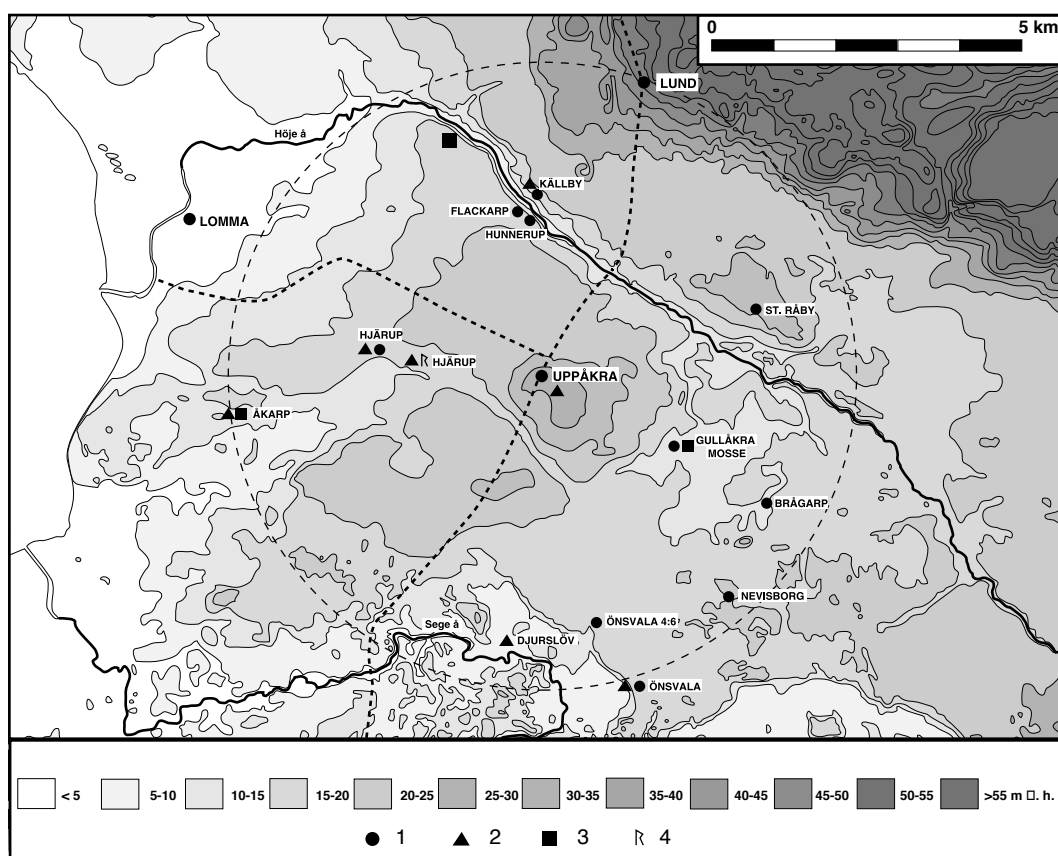 0 5 km
LUND
Höje å
KÄLLBY
FLACKARP
LOMMA
HUNNERUP
ST. RÅBY
HJÄRUP
HJÄRUP
UPPÅKRA
ÅKARP
GULLÅKRA
MOSSE
BRÅGARP
NEVISBORG
ÖNSVALA 4:6
Sege å
DJURSLÖV
ÖNSVALA
< 5 5-10 10-15 15-20 20-25 25-30 30-35 35-40 40-45 45-50 50-55 >55 m □. h.
1 2 3 ᚱ 4